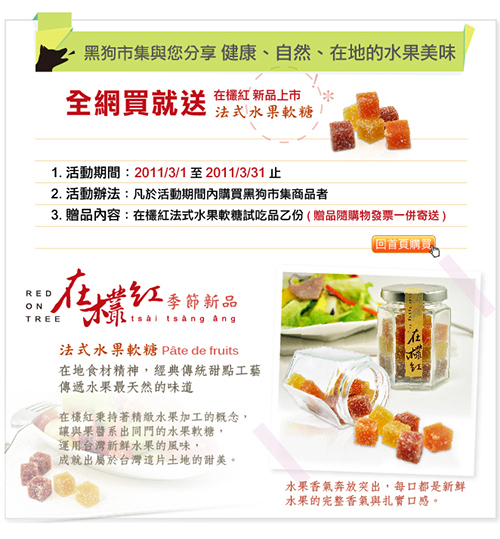 黑狗市集與您分享 健康、自然、在地的水果美味
全網買就送 在欉紅 新品上市
法式水果軟糖
1. 活動期間：2011/3/1 至 2011/3/31 止
2. 活動辦法：凡於活動期間內購買黑狗市集商品者
3. 贈品內容：在欉紅法式水果軟糖試吃品乙份 ( 贈品隨購物發票一併寄送 )
回首頁購買
RED ON TREE
在欉紅 季節新品
tsāi tsâng âng
法式水果軟糖 Pâte de fruits
在地食材精神，經典傳統甜點工藝
傳遞水果最天然的味道
在欉紅秉持著精緻水果加工的概念，
讓與果醬系出同門的水果軟糖，
運用台灣新鮮水果的風味，
成就出屬於台灣這片土地的甜美。
在欉紅
水果香氣奔放突出，每口都是新鮮
水果的完整香氣與扎實口感。